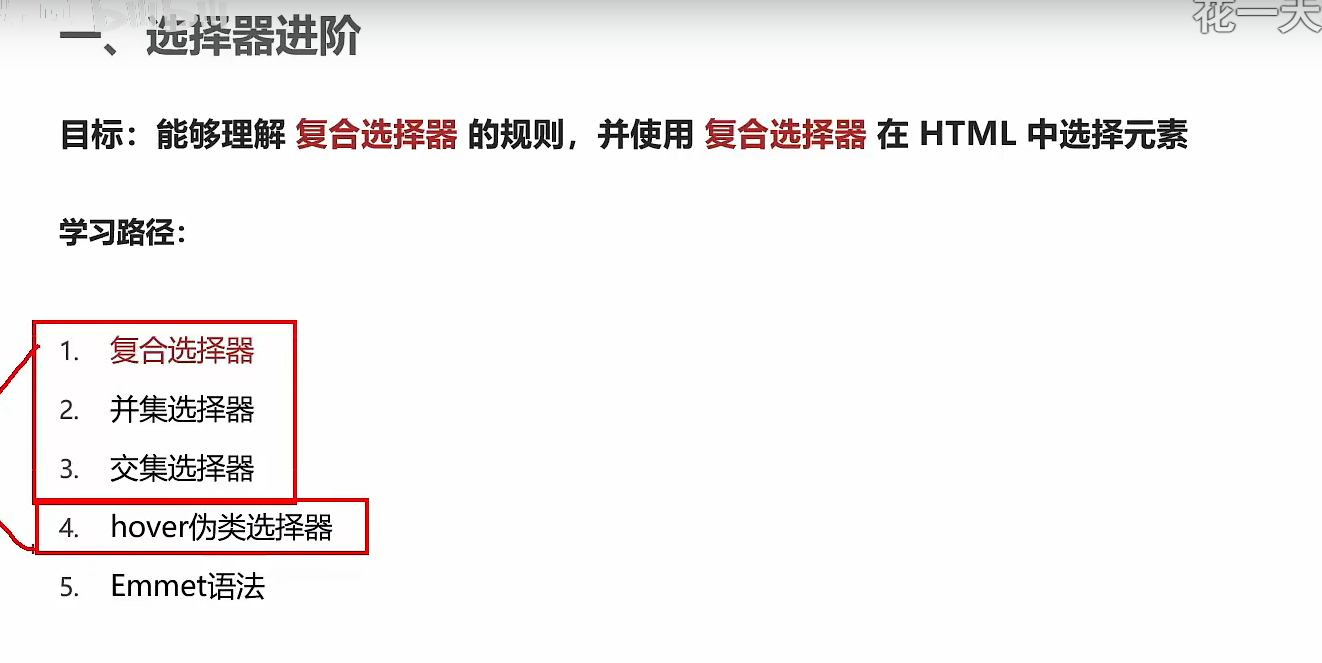 一、选择器进阶
花一天
目标：能够理解 复合选择器 的规则，并使用 复合选择器 在 HTML 中选择元素
学习路径：
1. 复合选择器
2. 并集选择器
3. 交集选择器
4. hover伪类选择器
5. Emmet语法